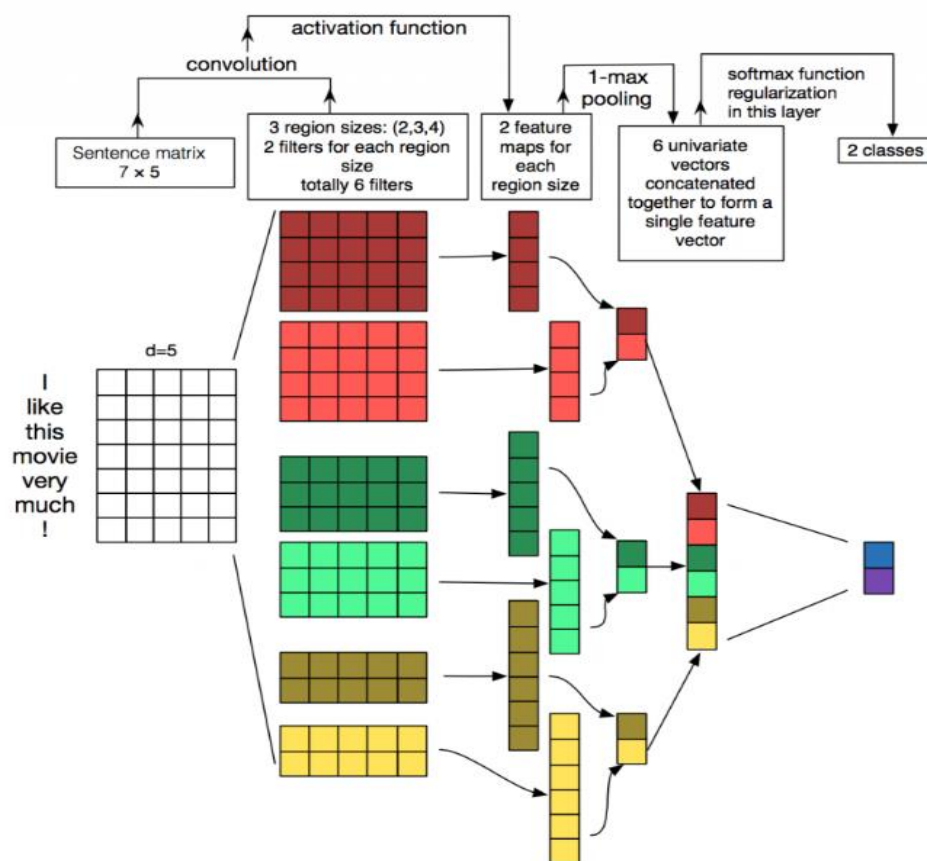 activation function
convolution
1-max
pooling
softmax function
regularization
in this layer
Sentence matrix
7 × 5
3 region sizes: (2,3,4)
2 filters for each region
size
totally 6 filters
2 feature
maps for
each
region size
6 univariate
vectors
concatenated
together to form a
single feature
vector
2 classes
d=5
I
like
this
movie
very
much
!